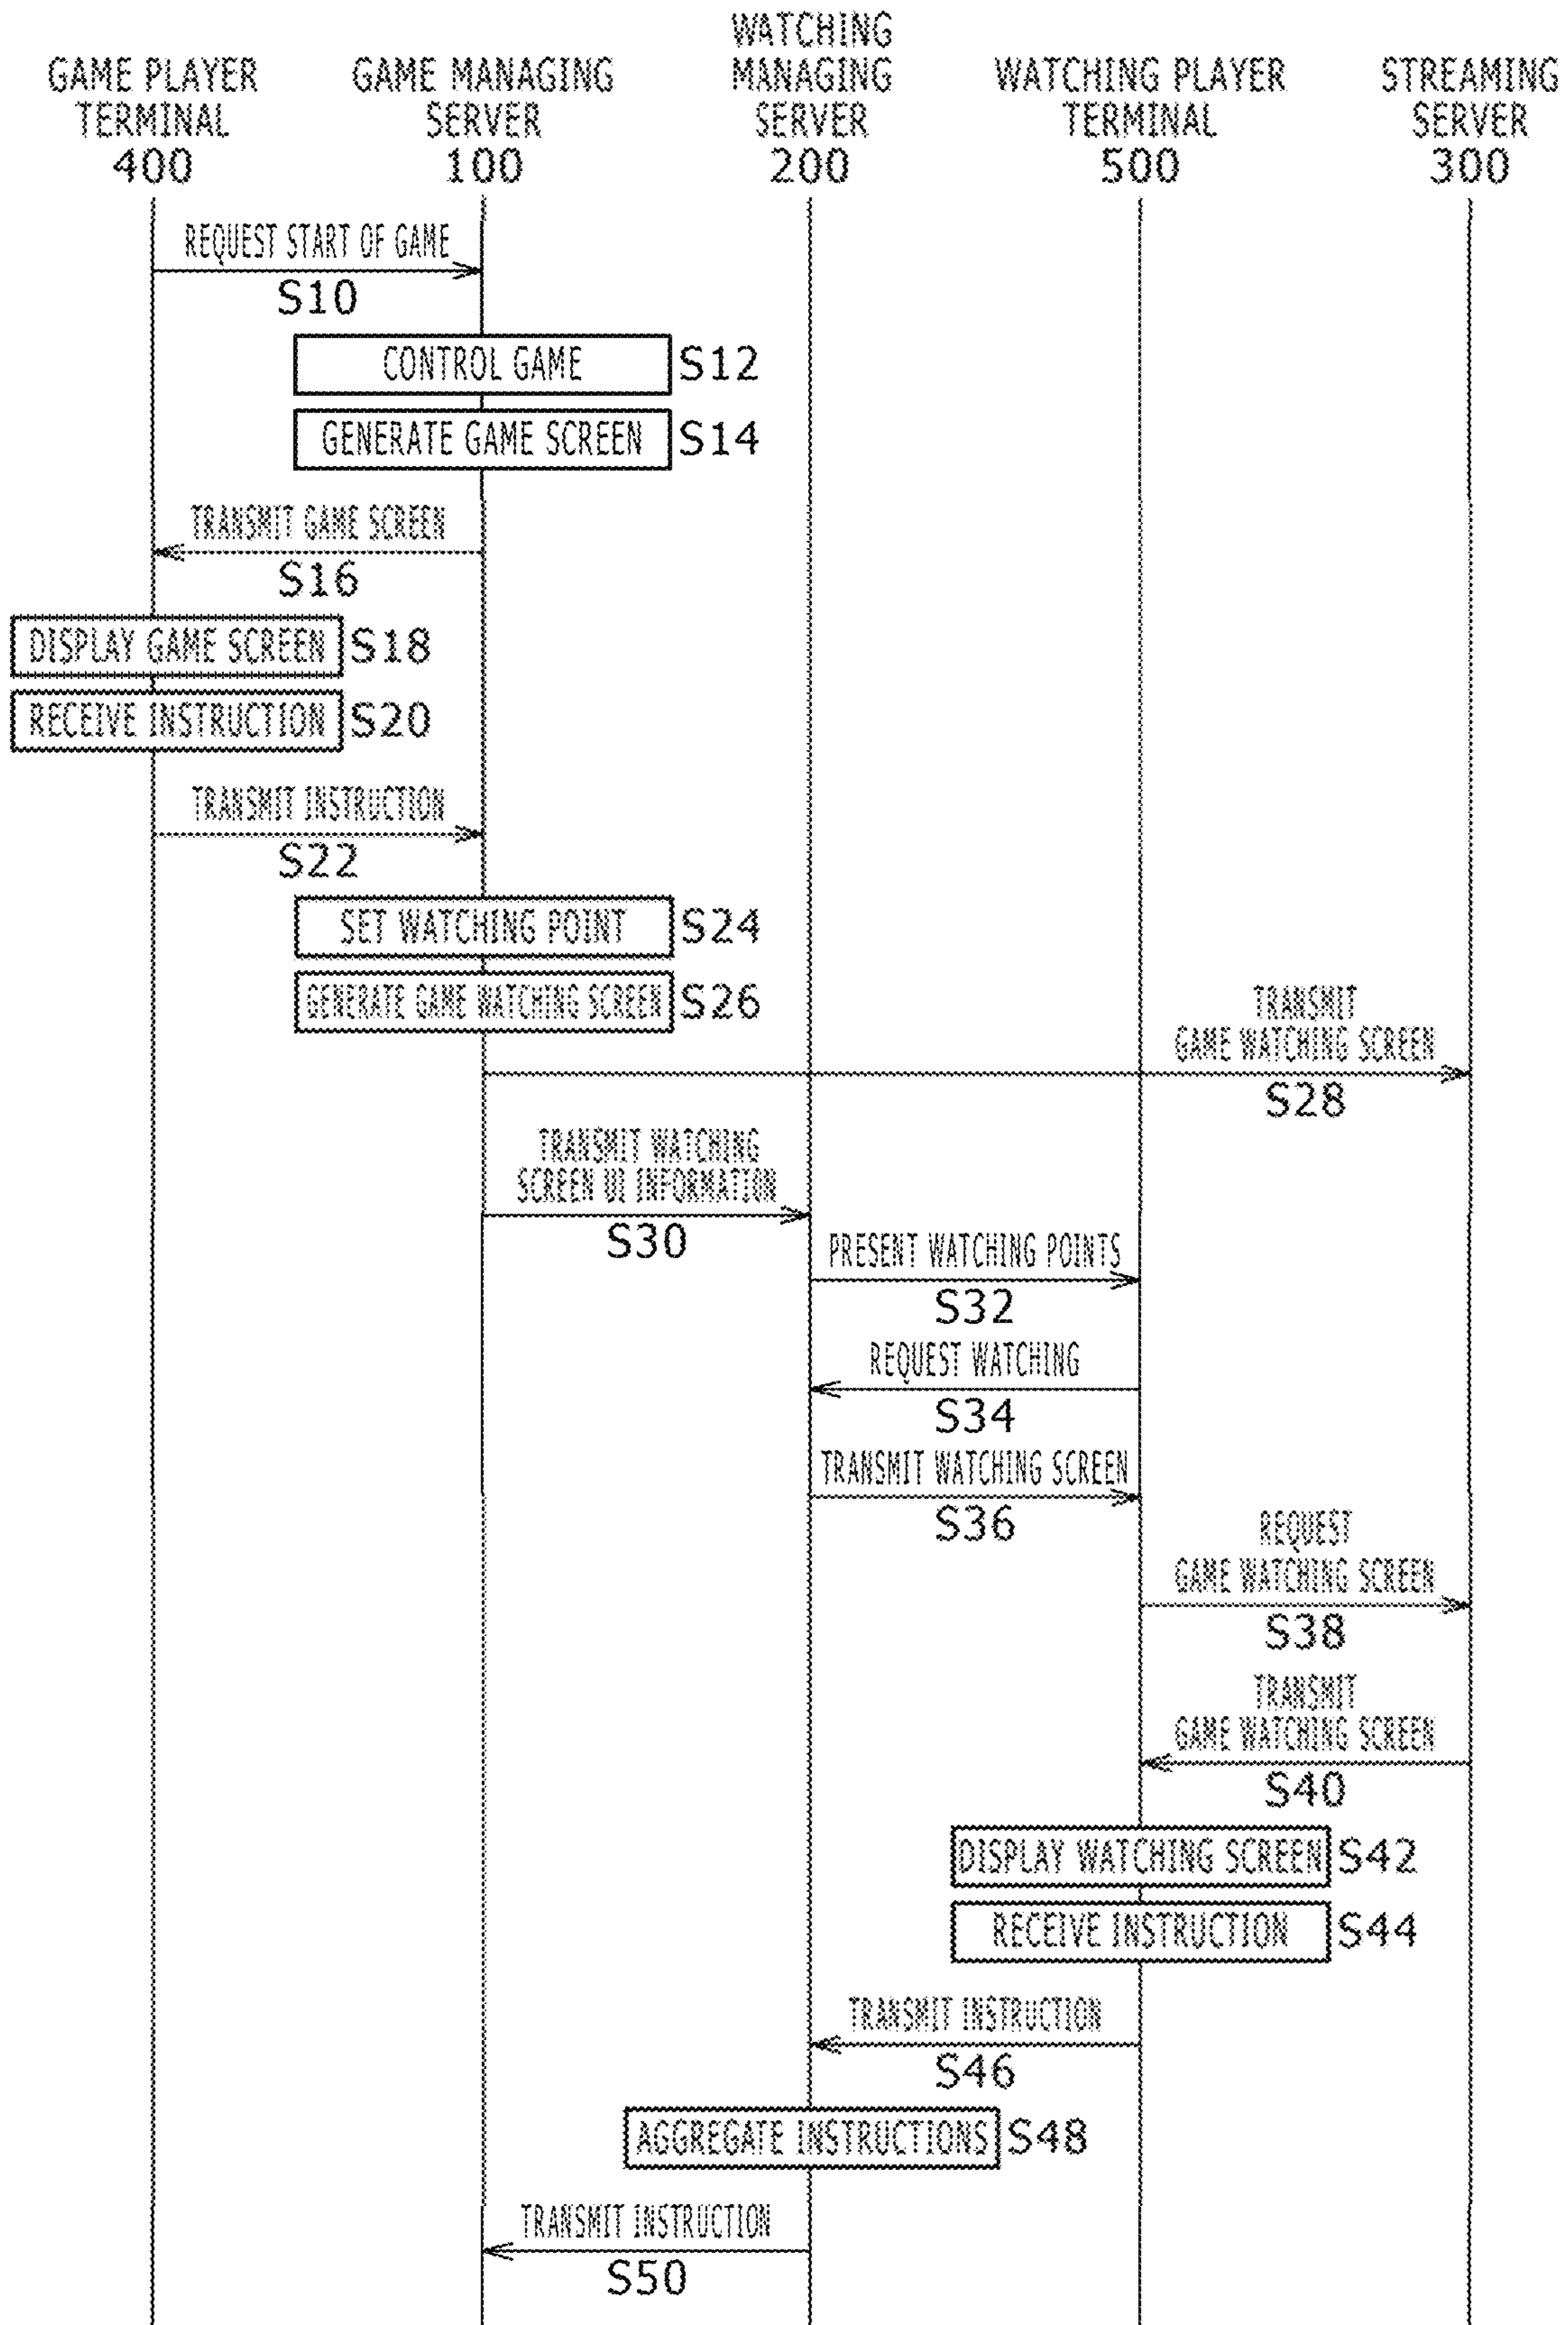 GAME PLAYER
TERMINAL
400
GAME MANAGING
SERVER
100
WATCHING
MANAGING
SERVER
200
WATCHING PLAYER
TERMINAL
500
STREAMING
SERVER
300
REQUEST START OF GAME
S10
CONTROL GAME
S12
GENERATE GAME SCREEN
S14
TRANSMIT GAME SCREEN
S16
DISPLAY GAME SCREEN
S18
RECEIVE INSTRUCTION
S20
TRANSMIT INSTRUCTION
S22
SET WATCHING POINT
S24
GENERATE GAME WATCHING SCREEN
S26
TRANSMIT
GAME WATCHING SCREEN
S28
TRANSMIT WATCHING
SCREEN UI INFORMATION
S30
PRESENT WATCHING POINTS
S32
REQUEST WATCHING
S34
TRANSMIT WATCHING SCREEN
S36
REQUEST
GAME WATCHING SCREEN
S38
TRANSMIT
GAME WATCHING SCREEN
S40
DISPLAY WATCHING SCREEN
S42
RECEIVE INSTRUCTION
S44
TRANSMIT INSTRUCTION
S46
AGGREGATE INSTRUCTIONS
S48
TRANSMIT INSTRUCTION
S50